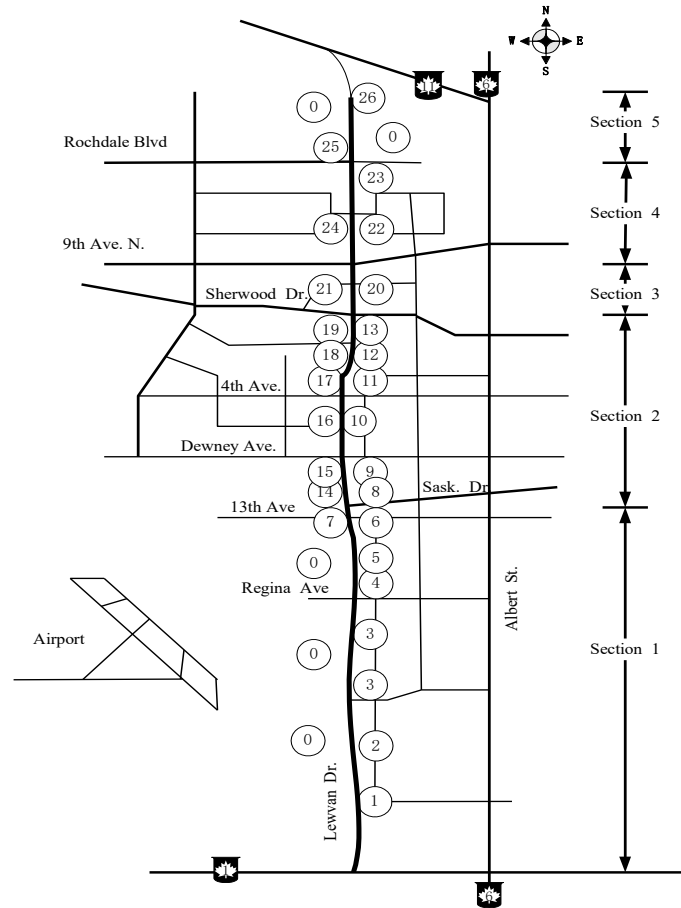 N
W E
S
11
6
26
0
Section 5
0
Rochdale Blvd
25
23
Section 4
24
22
9th Ave. N.
21
20
Sherwood Dr.
Section 3
19
13
18
12
17
11
4th Ave.
16
10
Section 2
Dewney Ave.
15
9
14
8
Sask. Dr
13th Ave
7
6
0
5
4
Regina Ave
Albert St.
Airport
3
Section 1
0
3
0
2
Lewvan Dr.
1
1
6